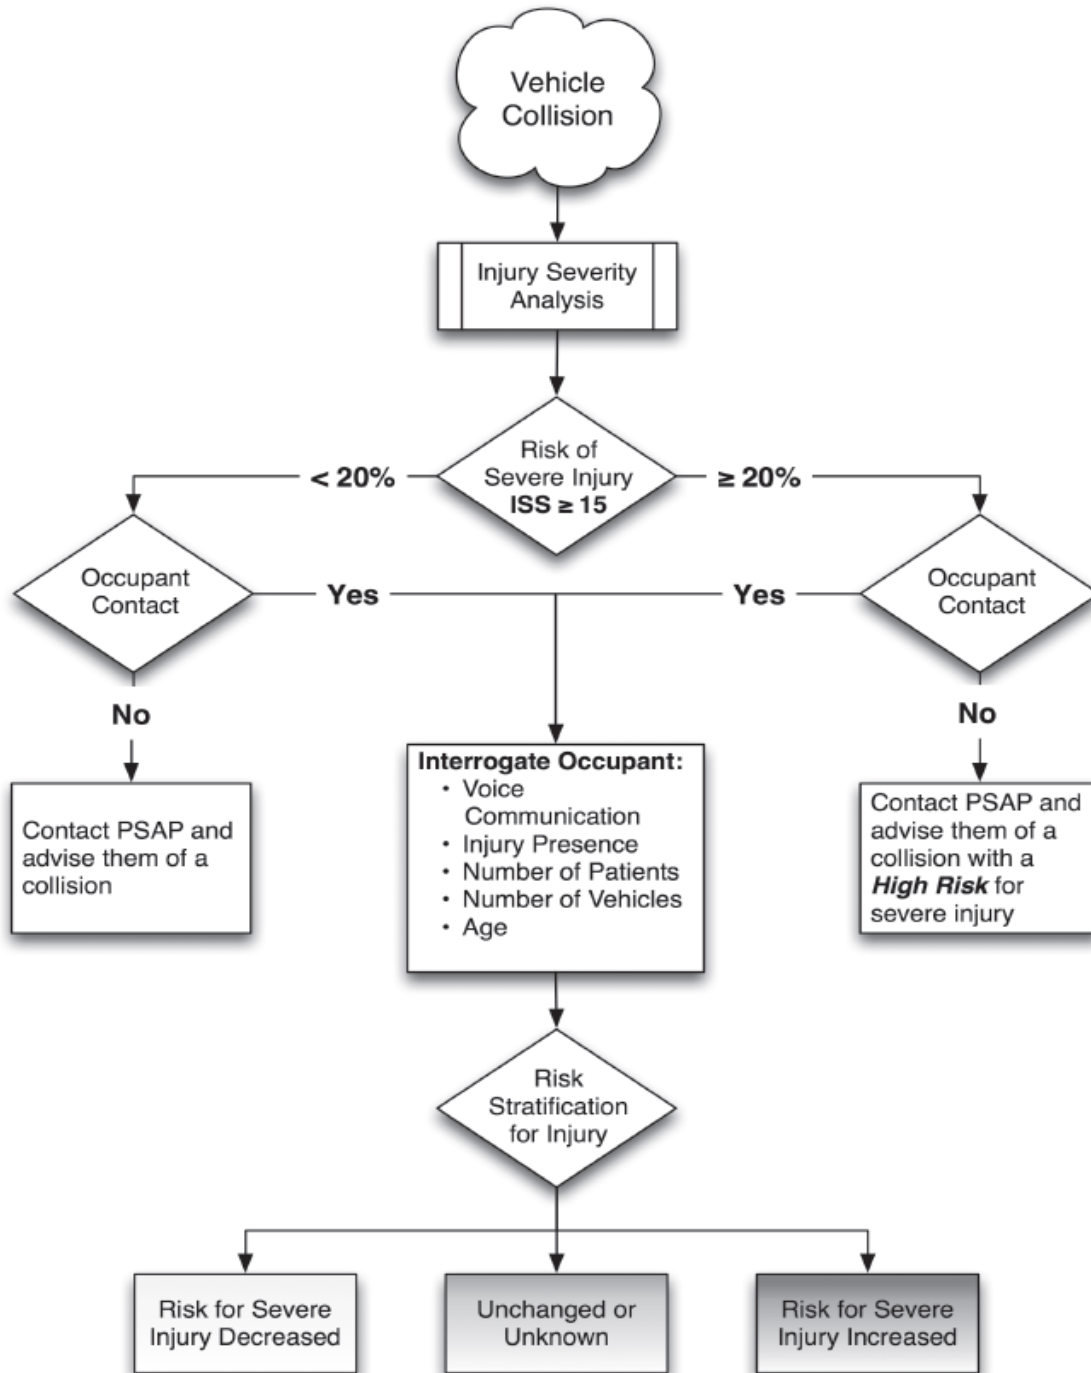 Vehicle
Collision
Injury Severity
Analysis
Risk of
Severe Injury
ISS ≥ 15
< 20%
≥ 20%
Occupant
Contact
Yes
Yes
Occupant
Contact
No
No
Contact PSAP and
advise them of a
collision
Interrogate Occupant:
• Voice
Communication
• Injury Presence
• Number of Patients
• Number of Vehicles
• Age
Contact PSAP and
advise them of a
collision with a
High Risk for
severe injury
Risk
Stratification
for Injury
Risk for Severe
Injury Decreased
Unchanged or
Unknown
Risk for Severe
Injury Increased